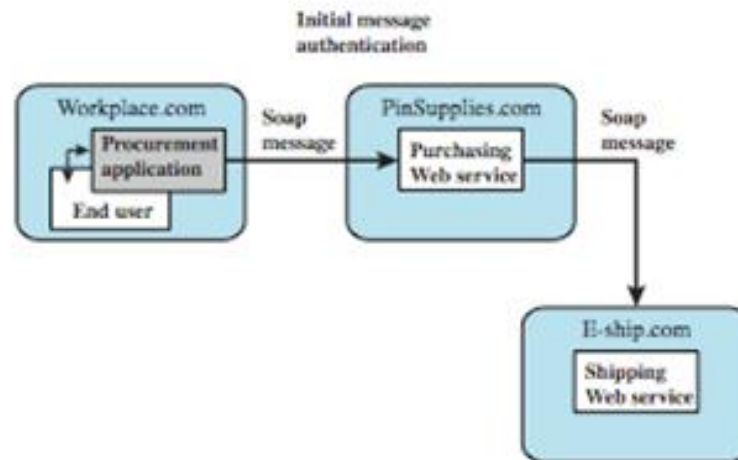 Initial message
authentication
Workplace.com
Procurement
application
End user
Soap
message
PinSupplies.com
Purchasing
Web service
Soap
message
E-ship.com
Shipping
Web service